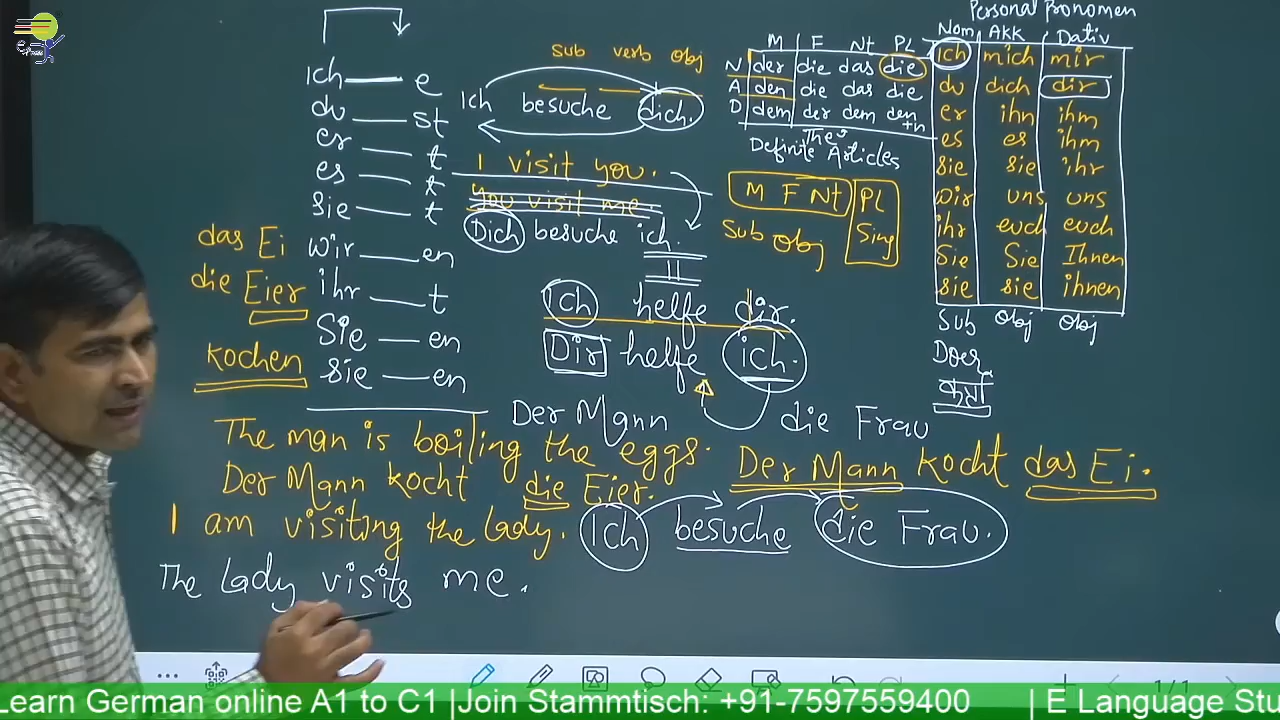 ich — e
du — st
er — t
es — t
sie — t
wir — en
ihr — t
Sie — en
sie — en
das Ei
die Eier
kochen
Sub verb obj
Ich besuche dich.
I visit you.
You visit me.
Dich besuche ich.
Ich helfe dir.
Dir helfe ich.
M F Nt PL
N der die das die
A den die das die
D dem der dem den +n
The
Definite Articles
M F Nt PL
Sub Obj Sing
Personal Pronomen
Nom Akk Dativ
ich mich mir
du dich dir
er ihn ihm
es es ihm
sie sie ihr
wir uns uns
ihr euch euch
Sie Sie Ihnen
sie sie ihnen
Sub Obj Obj
Doer
कर्ता
Der Mann die Frau
The man is boiling the eggs. Der Mann kocht das Ei.
Der Mann kocht die Eier.
I am visiting the lady. Ich besuche die Frau.
The lady visits me.
1/1
Learn German online A1 to C1 |Join Stammtisch: +91-7597559400 | E Language Stu